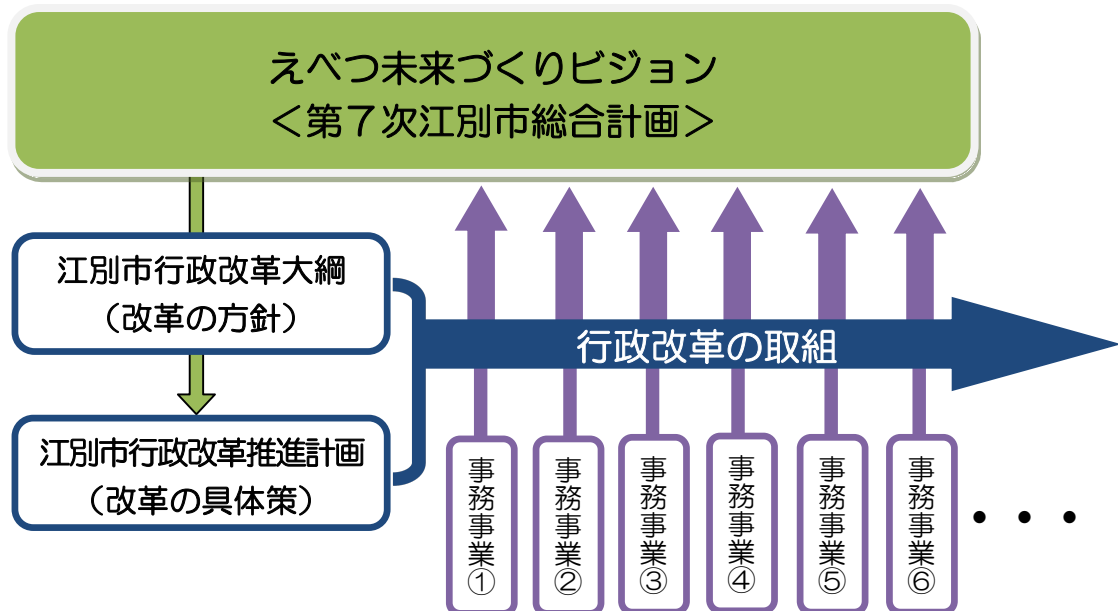 えべつ未来づくりビジョン
＜第７次江別市総合計画＞
江別市行政改革大綱
（改革の方針）
行政改革の取組
江別市行政改革推進計画
（改革の具体策）
事務事業①
事務事業②
事務事業③
事務事業④
事務事業⑤
事務事業⑥
・・・